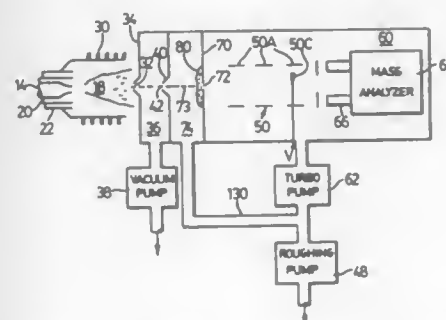 30 34 70 60
40 80 50A 50C
32 72 6
14 18
42 73 MASS
ANALYZER
20 36 74 50 66
22
VACUUM
PUMP
38
V
TURBO
PUMP
62
130
ROUGHING
PUMP
48